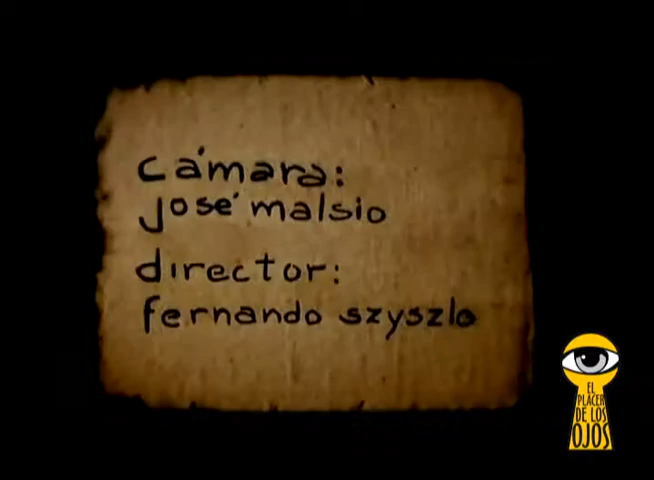 cámara:
josé malsio
director:
fernando szyszlo
EL
PLACER
DE LOS
OJOS